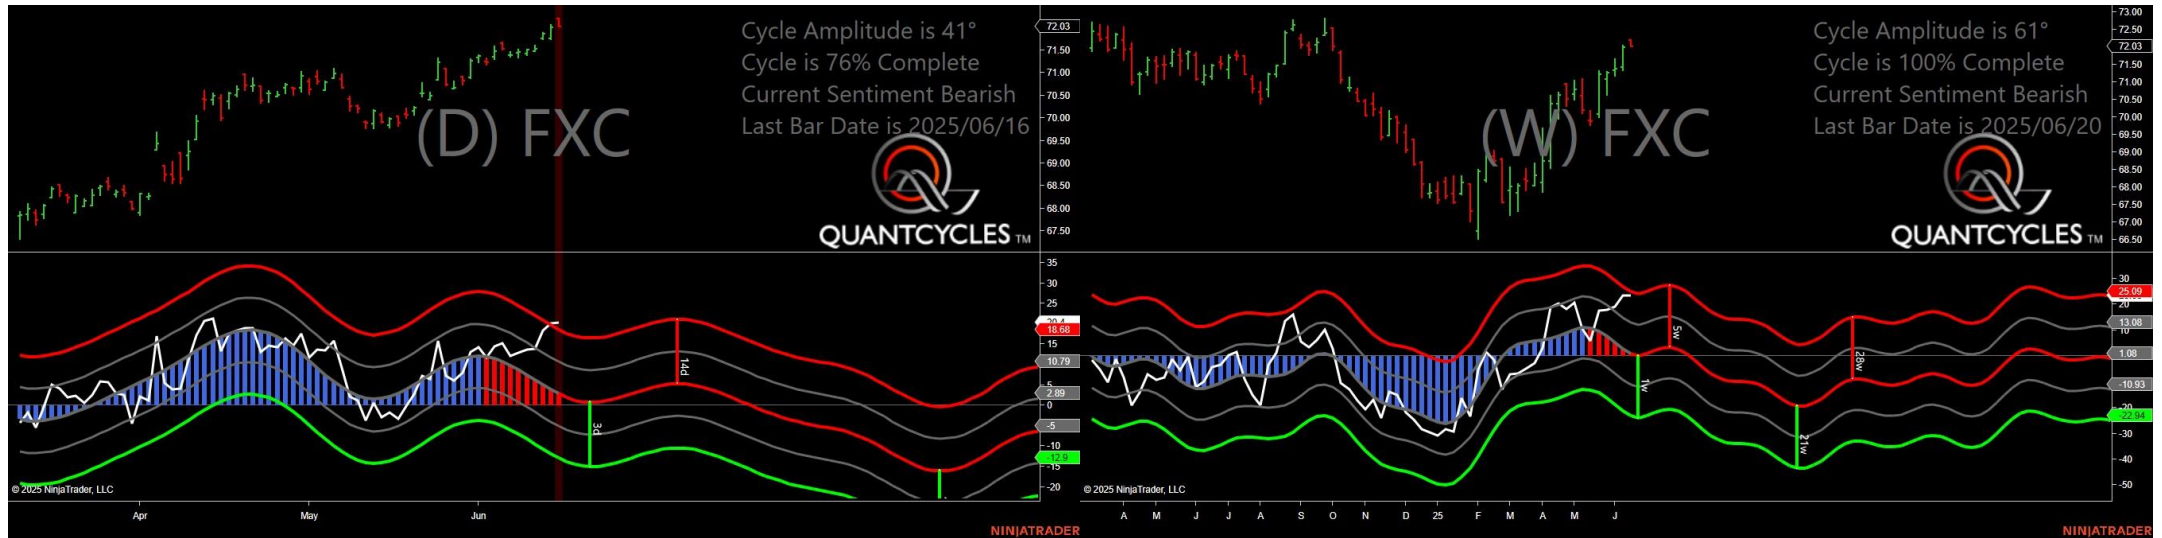 Cycle Amplitude is 41°
Cycle is 76% Complete
Current Sentiment Bearish
Last Bar Date is 2025/06/16
(D) FXC
QUANTCYCLES TM
72.03
71.50
71.00
70.50
70.00
69.50
69.00
68.50
68.00
67.50
35
30
25
18.68
15
10.79
5
2.89
0
-5
-10
-12.9
-15
-20
14d
3d
© 2025 NinjaTrader, LLC
Apr
May
Jun
NINJATRADER
Cycle Amplitude is 61°
Cycle is 100% Complete
Current Sentiment Bearish
Last Bar Date is 2025/06/20
(W) FXC
QUANTCYCLES TM
73.00
72.50
72.03
71.50
71.00
70.50
70.00
69.50
69.00
68.50
68.00
67.50
67.00
66.50
30
25.09
20
13.08
10
1.08
-10.93
-20
-22.94
-30
-40
-50
5w
1w
28w
21w
© 2025 NinjaTrader, LLC
A M J J A S O N D 25 F M A M J
NINJATRADER